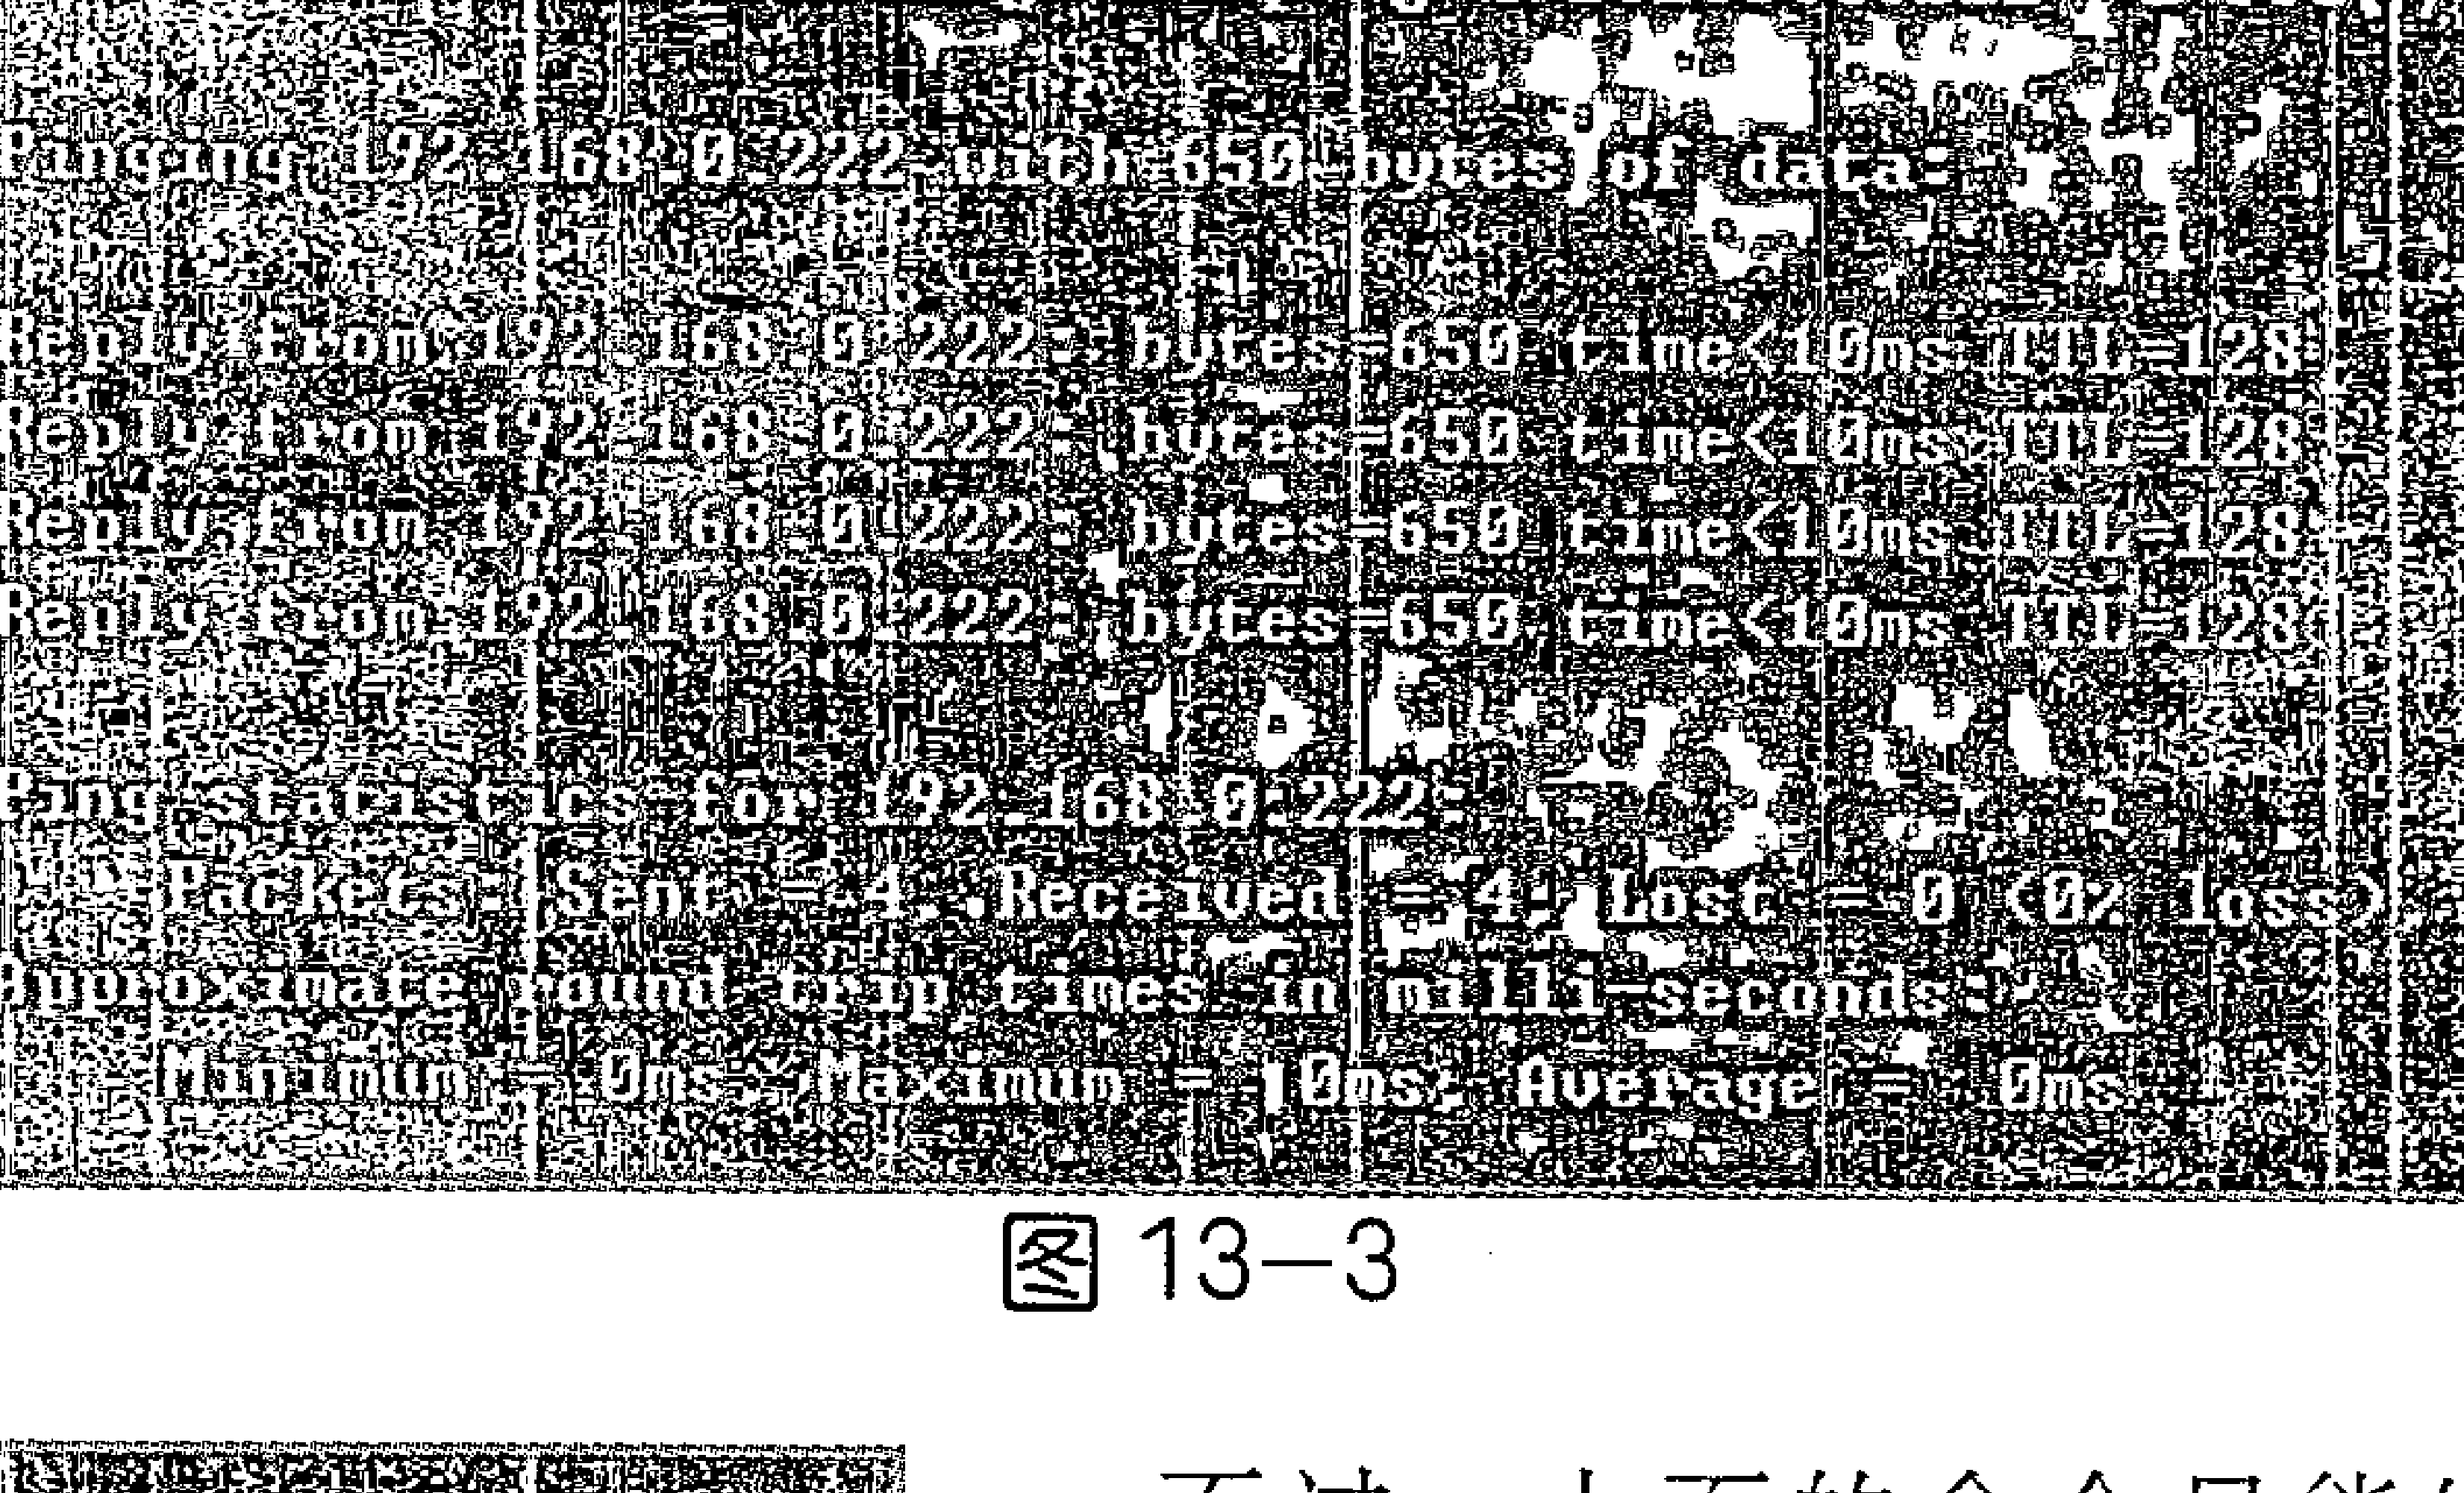 Pinging 192.168.0.222 with 650 bytes of data:
Reply from 192.168.0.222: bytes=650 time<10ms TTL=128
Reply from 192.168.0.222: bytes=650 time<10ms TTL=128
Reply from 192.168.0.222: bytes=650 time<10ms TTL=128
Reply from 192.168.0.222: bytes=650 time<10ms TTL=128
Ping statistics for 192.168.0.222:
Packets: Sent = 4, Received = 4, Lost = 0 (0% loss)
Approximate round trip times in milli-seconds:
Minimum = 0ms, Maximum = 10ms, Average = 0ms
图 13-3